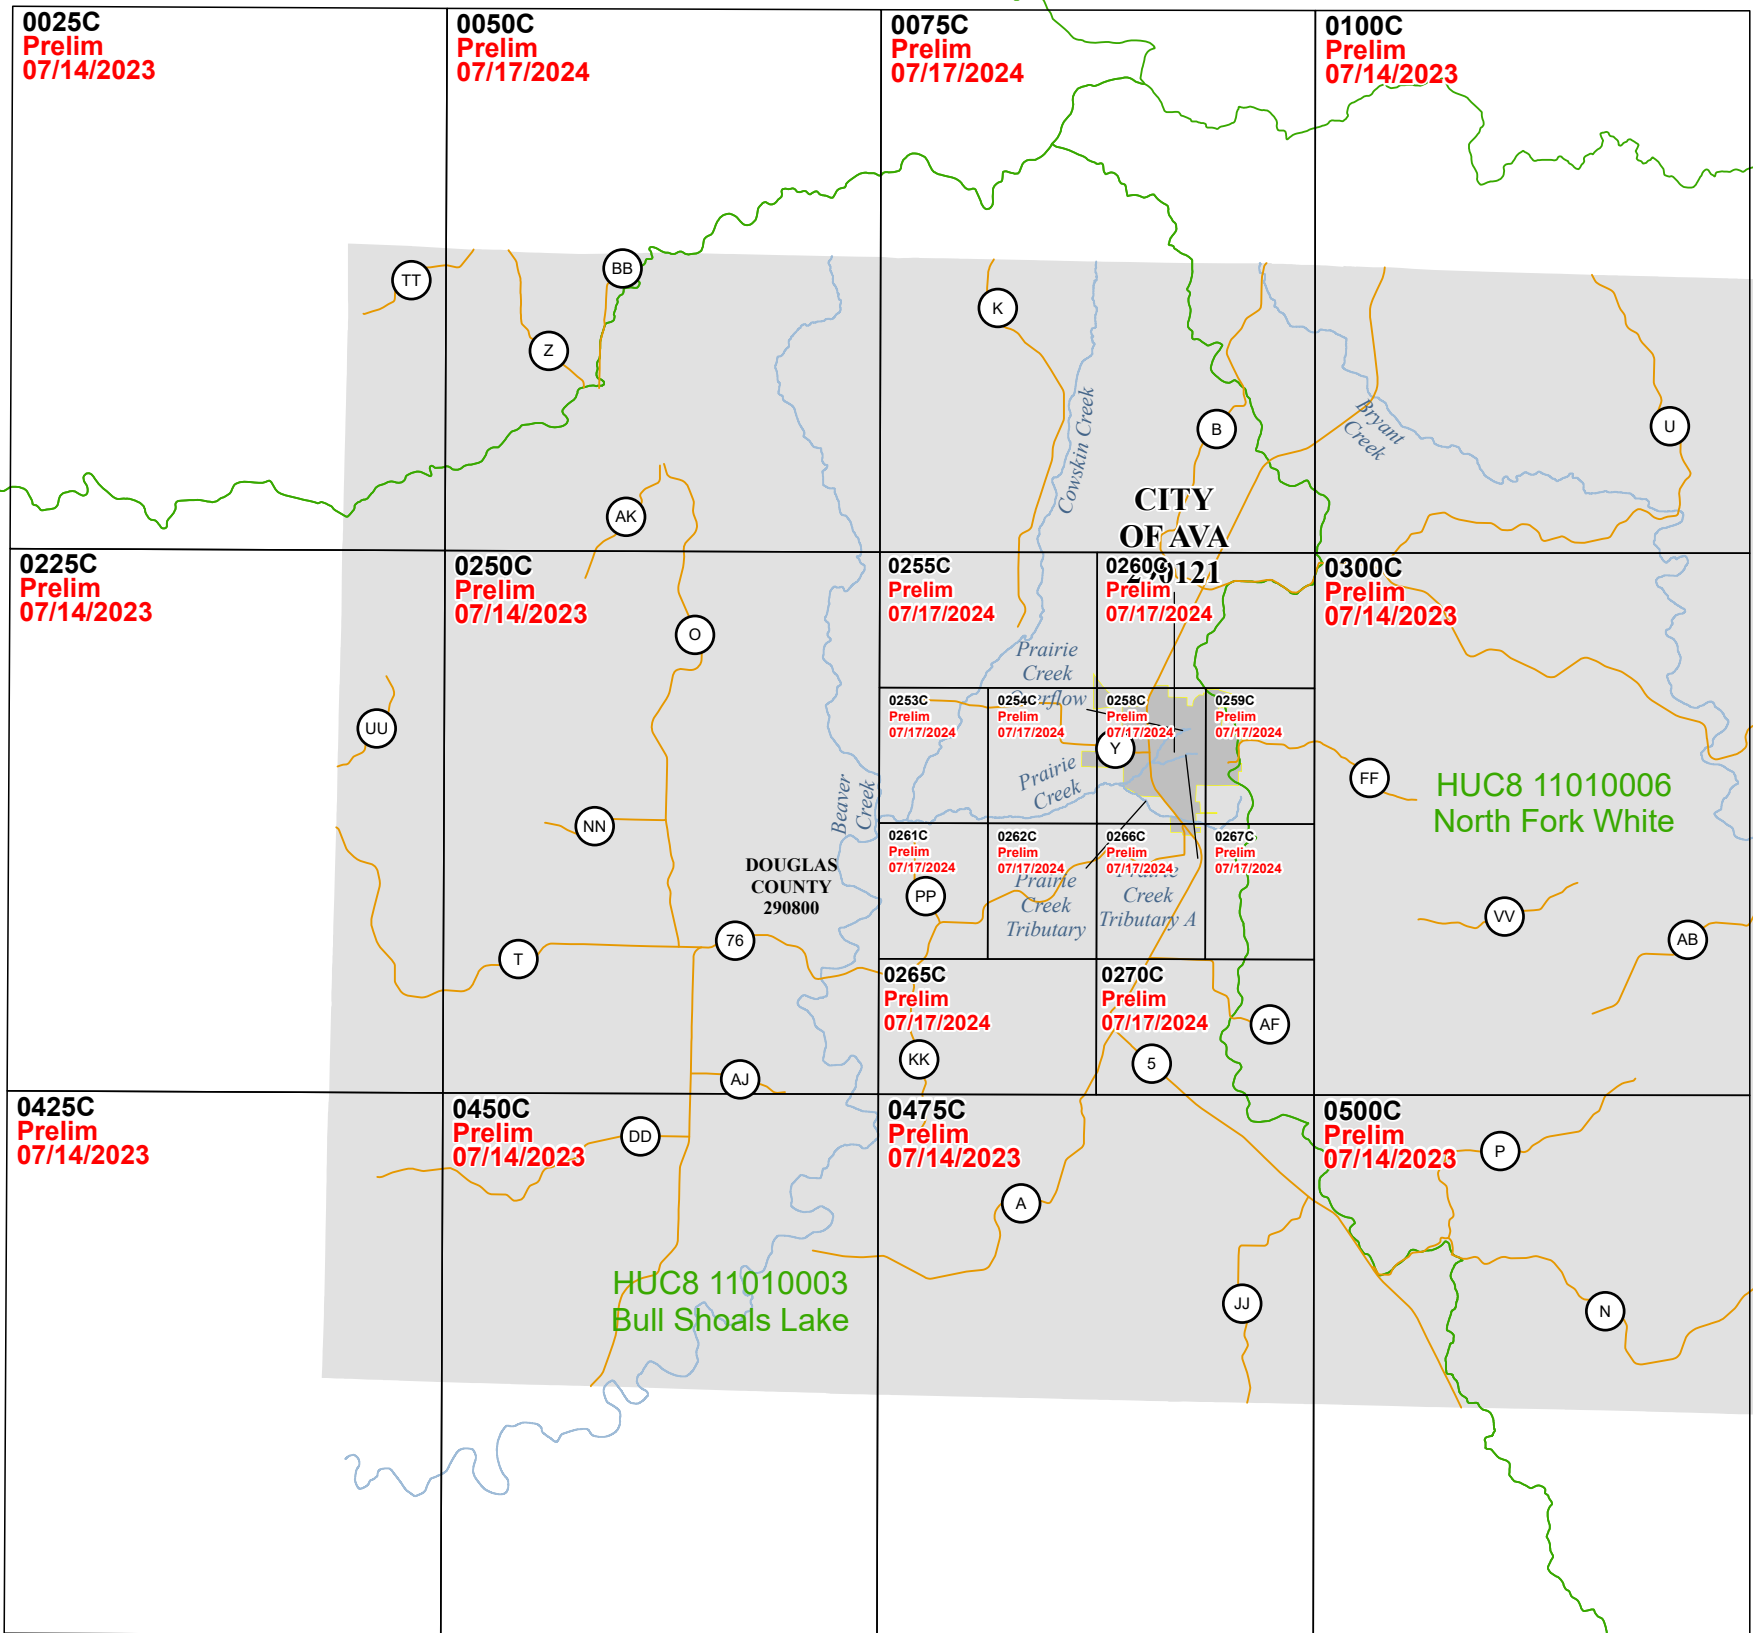 0025C
Prelim
07/14/2023
0050C
Prelim
07/17/2024
0075C
Prelim
07/17/2024
0100C
Prelim
07/14/2023
TT
BB
Z
K
B
U
AK
Cowskin Creek
Bryant
Creek
CITY
OF AVA
290121
0225C
Prelim
07/14/2023
0250C
Prelim
07/14/2023
0255C
Prelim
07/17/2024
0260C
Prelim
07/17/2024
0300C
Prelim
07/14/2023
O
UU
NN
T
76
AJ
Beaver
Creek
DOUGLAS
COUNTY
290800
Prairie
Creek
Overflow
0253C
Prelim
07/17/2024
0254C
Prelim
07/17/2024
0258C
Prelim
07/17/2024
0259C
Prelim
07/17/2024
Y
Prairie
Creek
FF
HUC8 11010006
North Fork White
0261C
Prelim
07/17/2024
0262C
Prelim
07/17/2024
0266C
Prelim
07/17/2024
0267C
Prelim
07/17/2024
PP
Prairie
Creek
Tributary
Prairie
Creek
Tributary A
VV
AB
0265C
Prelim
07/17/2024
0270C
Prelim
07/17/2024
KK
5
AF
0425C
Prelim
07/14/2023
0450C
Prelim
07/14/2023
0475C
Prelim
07/14/2023
0500C
Prelim
07/14/2023
DD
A
P
JJ
N
HUC8 11010003
Bull Shoals Lake